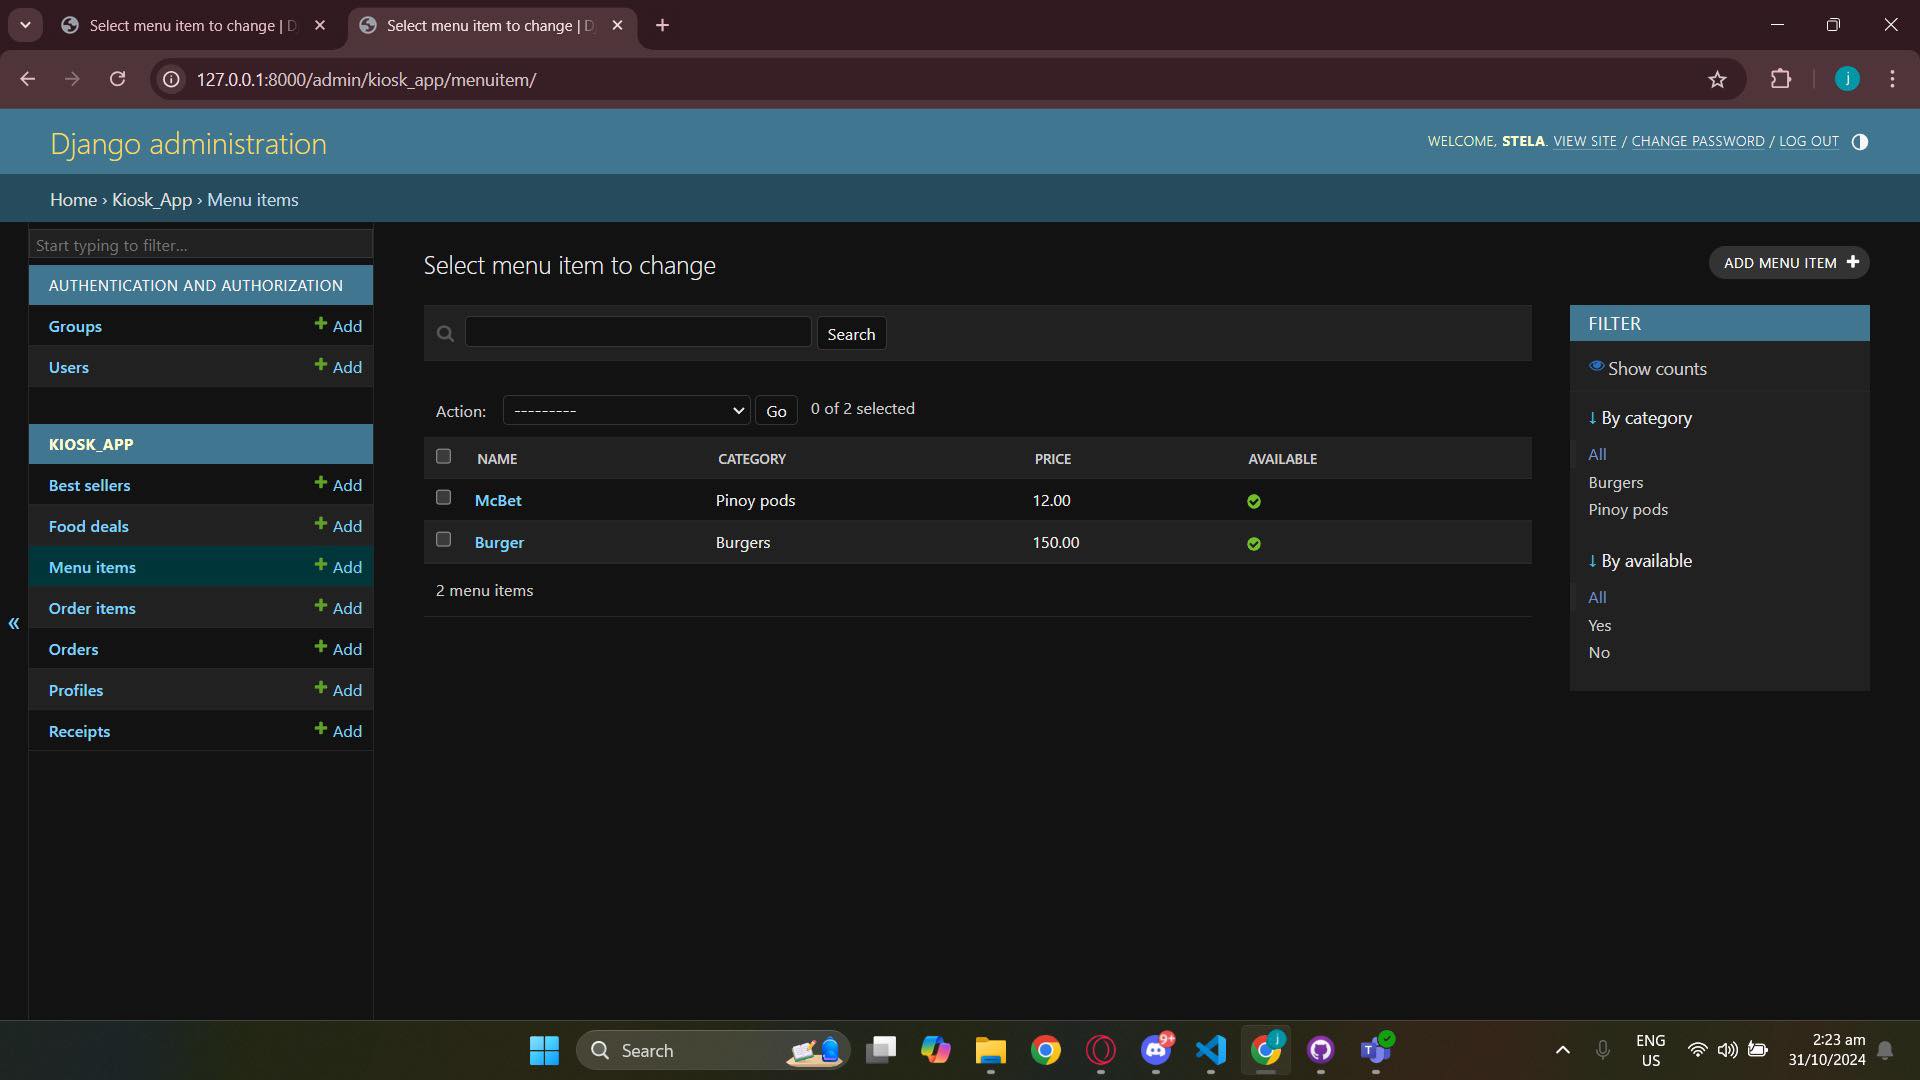 Select menu item to change | D
Select menu item to change | D
127.0.0.1:8000/admin/kiosk_app/menuitem/
j
Django administration
WELCOME, STELA. VIEW SITE / CHANGE PASSWORD / LOG OUT
Home › Kiosk_App › Menu items
Start typing to filter...
AUTHENTICATION AND AUTHORIZATION
Groups + Add
Users + Add
KIOSK_APP
Best sellers + Add
Food deals + Add
Menu items + Add
Order items + Add
Orders + Add
Profiles + Add
Receipts + Add
«
Select menu item to change
ADD MENU ITEM +
Search
Action: --------- Go 0 of 2 selected
NAME CATEGORY PRICE AVAILABLE
McBet Pinoy pods 12.00
Burger Burgers 150.00
2 menu items
FILTER
Show counts
↓ By category
All
Burgers
Pinoy pods
↓ By available
All
Yes
No
Search
9+
j
T
ENG
US
2:23 am
31/10/2024